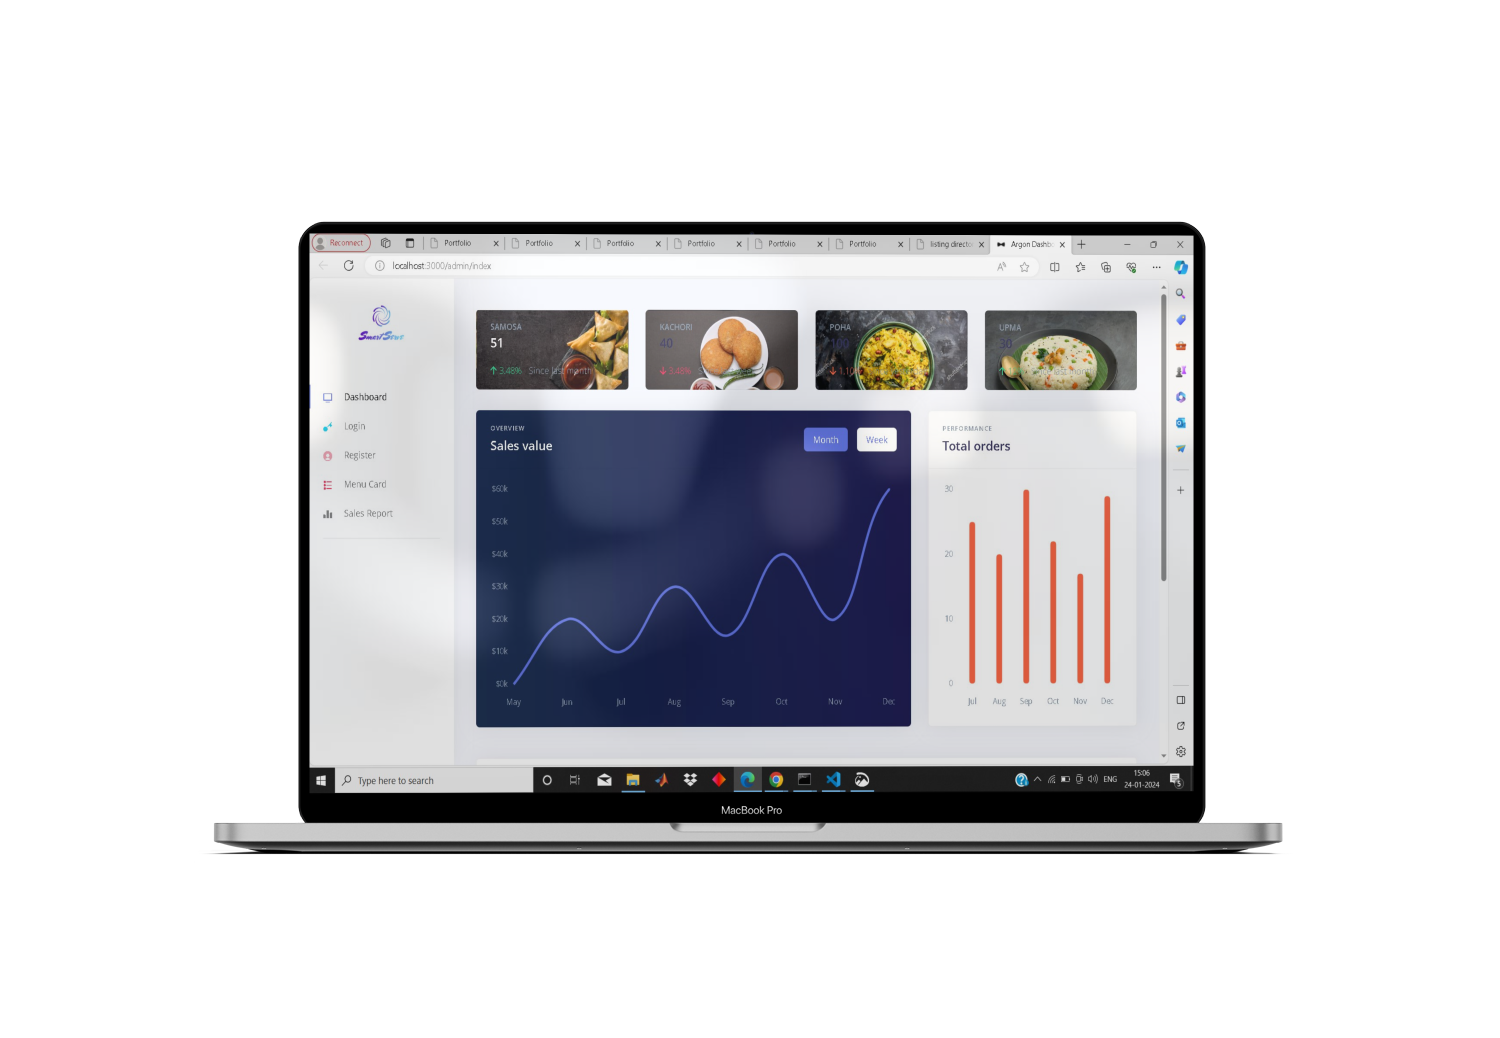 Reconnect
Portfolio
Portfolio
Portfolio
Portfolio
Portfolio
Portfolio
listing directo
Argon Dashb
localhost:3000/admin/index
SmartServe
Dashboard
Login
Register
Menu Card
Sales Report
SAMOSA
51
3.48% Since last month
KACHORI
40
3.48%
POHA
100
1.10%
UPMA
30
OVERVIEW
Sales value
Month
Week
$60k
$50k
$40k
$30k
$20k
$10k
$0k
May Jun Jul Aug Sep Oct Nov Dec
PERFORMANCE
Total orders
30
20
10
0
Jul Aug Sep Oct Nov Dec
Type here to search
ENG
15:06
24-01-2024
5
MacBook Pro